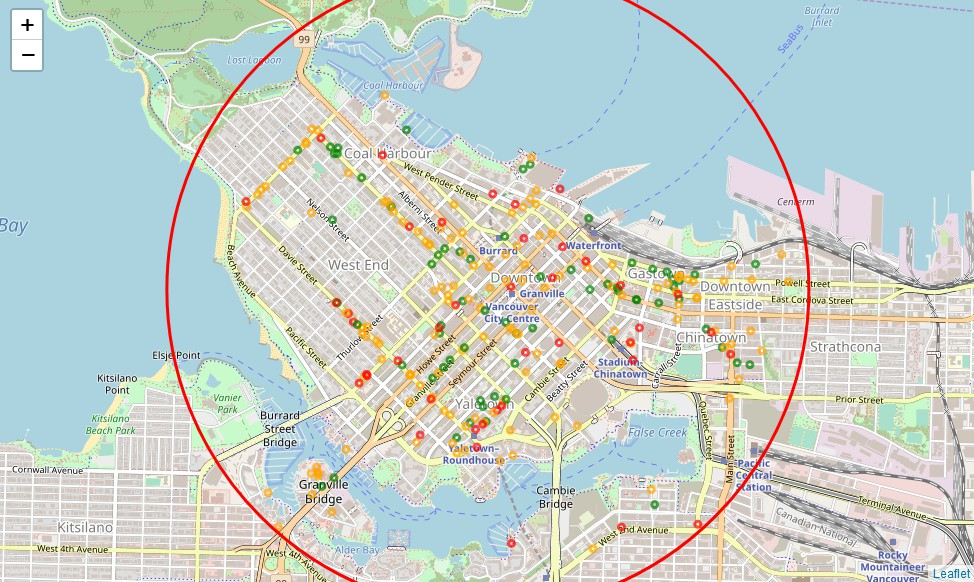 +
−
Burrard
Inlet
SeaBus
99
Lost Lagoon
Coal Harbour
Coal Harbour
West Pender Street
Centerm
Alberni Street
Nelson Street
Bay
Burrard
Waterfront
Beach Avenue
Davie Street
West End
Granville
Vancouver
City Centre
Downtown
Eastside
Powell Street
East Cordova Street
Pacific Street
Thurlow Street
Howe Street
Seymour Street
Chinatown
Strathcona
Elsje Point
Kitsilano
Point
Vanier
Park
Stadium-
Chinatown
Carrall Street
Cambie Street
Beatty Street
Kitsilano
Beach Park
Burrard
Street
Bridge
Prior Street
Quebec Street
Main Street
False Creek
Yaletown-
Roundhouse
Cornwall Avenue
Pacific
Central
Station
Granville
Bridge
Cambie
Bridge
Terminal Avenue
Canadian National
Kitsilano
West 4th Avenue
West 4th Avenue
Alder Bay
West 2nd Avenue
Rocky
Mountaineer
Vancouver
99
Leaflet